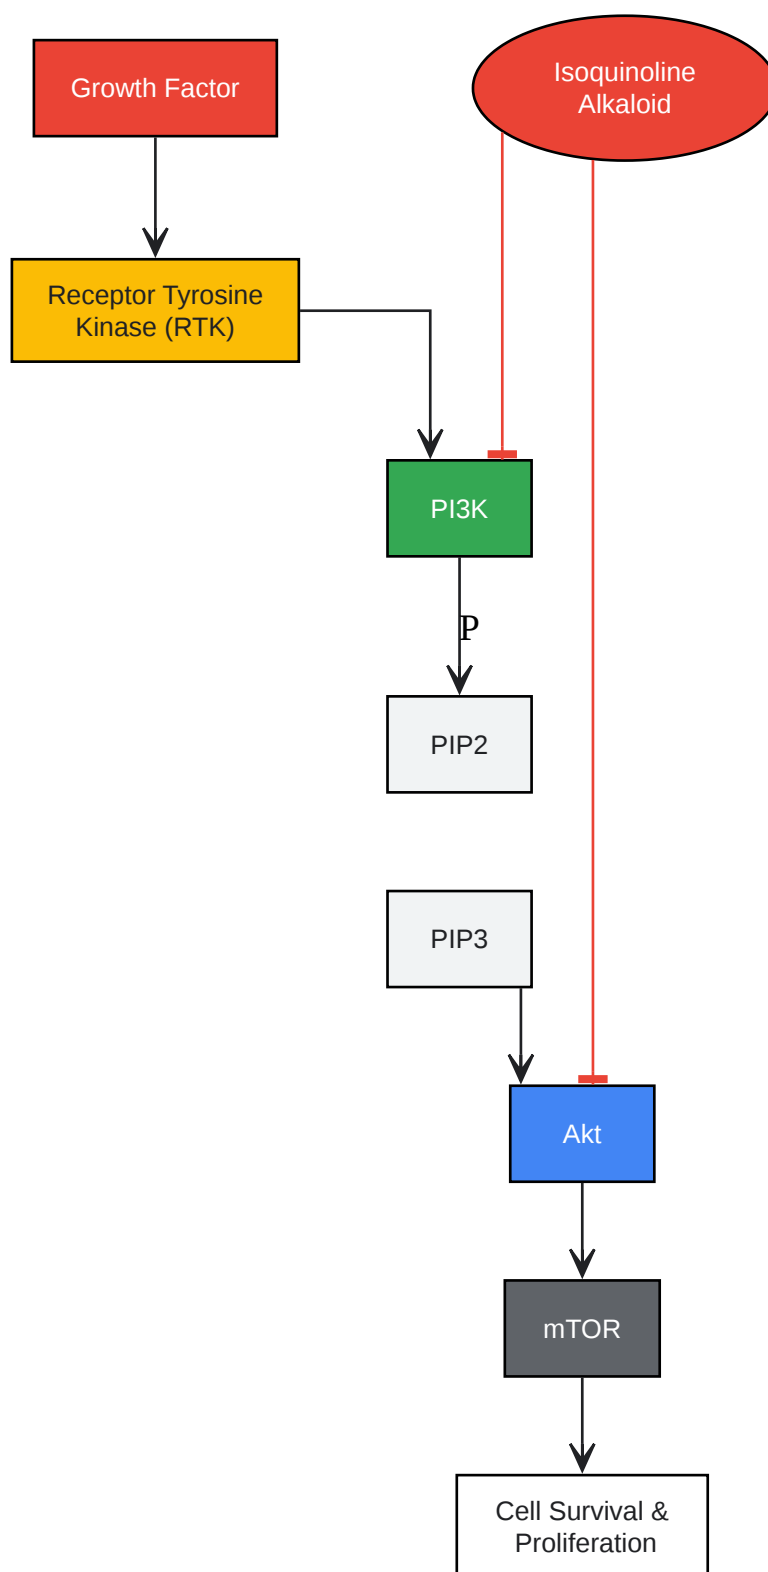 Growth Factor
Isoquinoline
Alkaloid
Receptor Tyrosine
Kinase (RTK)
PI3K
P
PIP2
PIP3
Akt
mTOR
Cell Survival &
Proliferation